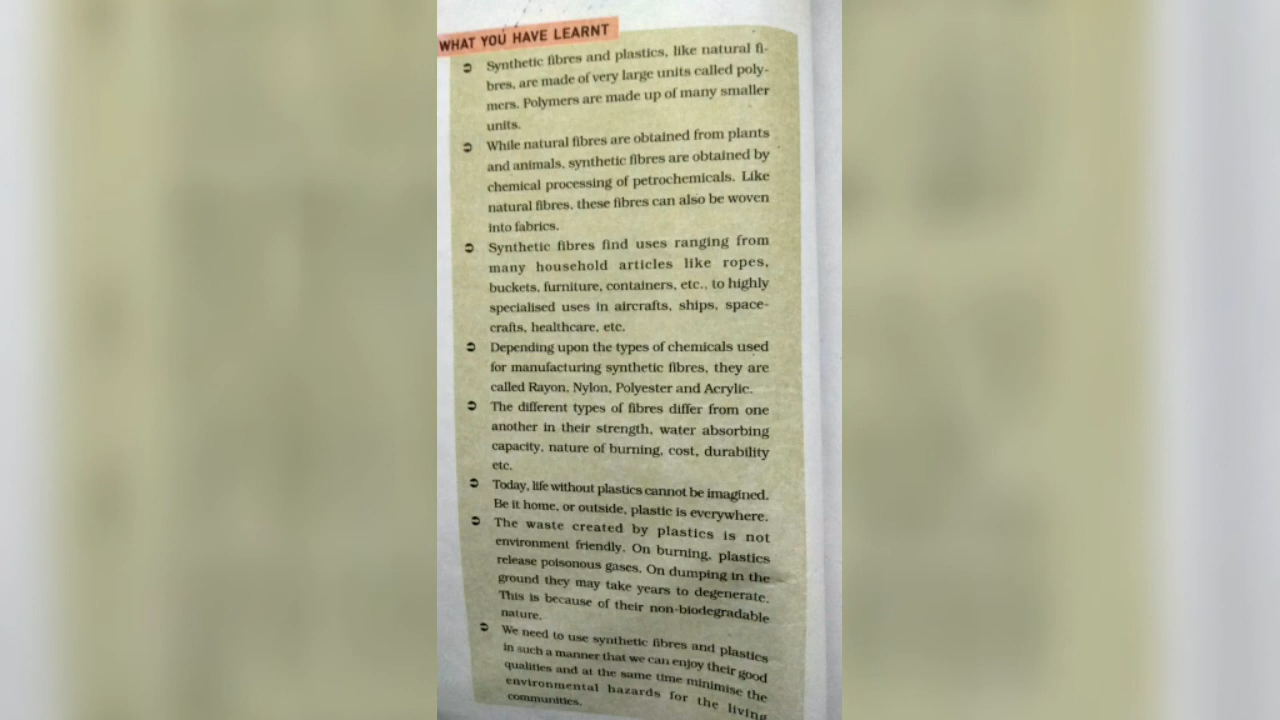 WHAT YOU HAVE LEARNT
Synthetic fibres and plastics, like natural fi-
bres, are made of very large units called poly-
mers. Polymers are made up of many smaller
units.
While natural fibres are obtained from plants
and animals, synthetic fibres are obtained by
chemical processing of petrochemicals. Like
natural fibres, these fibres can also be woven
into fabrics.
Synthetic fibres find uses ranging from
many household articles like ropes,
buckets, furniture, containers, etc., to highly
specialised uses in aircrafts, ships, space-
crafts, healthcare, etc.
Depending upon the types of chemicals used
for manufacturing synthetic fibres, they are
called Rayon, Nylon, Polyester and Acrylic.
The different types of fibres differ from one
another in their strength, water absorbing
capacity, nature of burning, cost, durability
etc.
Today, life without plastics cannot be imagined.
Be it home, or outside, plastic is everywhere.
The waste created by plastics is not
environment friendly. On burning, plastics
release poisonous gases. On dumping in the
ground they may take years to degenerate.
This is because of their non-biodegradable
nature.
We need to use synthetic fibres and plastics
in such a manner that we can enjoy their good
qualities and at the same time minimise the
environmental hazards for the living
communities.